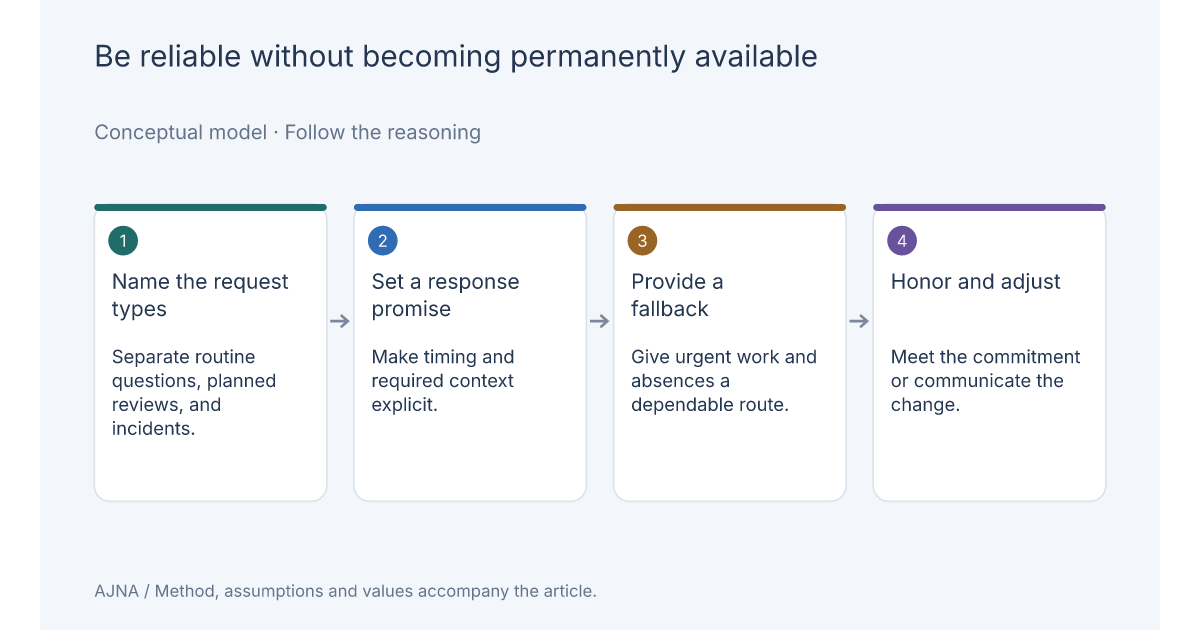 Be reliable without becoming permanently available
Conceptual model · Follow the reasoning
1
Name the request
types
Separate routine
questions, planned
reviews, and
incidents.
2
Set a response
promise
Make timing and
required context
explicit.
3
Provide a
fallback
Give urgent work and
absences a
dependable route.
4
Honor and adjust
Meet the commitment
or communicate the
change.
AJNA / Method, assumptions and values accompany the article.